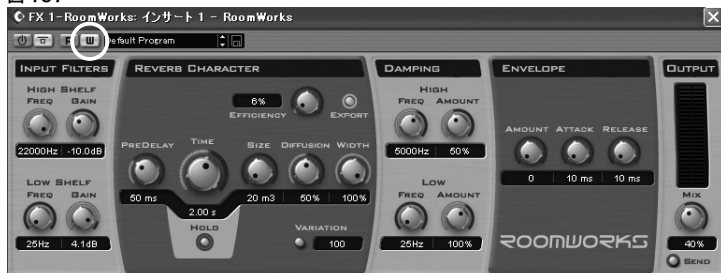 FX 1-RoomWorks: インサート 1 - RoomWorks
R W Default Program
INPUT FILTERS
HIGH SHELF
FREQ GAIN
22000Hz -10.0dB
LOW SHELF
FREQ GAIN
25Hz 4.1dB
REVERB CHARACTER
6%
EFFICIENCY EXPORT
PREDELAY TIME SIZE DIFFUSION WIDTH
50 ms 2.00 s 20 m3 50% 100%
HOLD
VARIATION
100
DAMPING
HIGH
FREQ AMOUNT
5000Hz 50%
LOW
FREQ AMOUNT
25Hz 100%
ENVELOPE
AMOUNT ATTACK RELEASE
0 10 ms 10 ms
ROOMWORKS
OUTPUT
MIX
40%
SEND